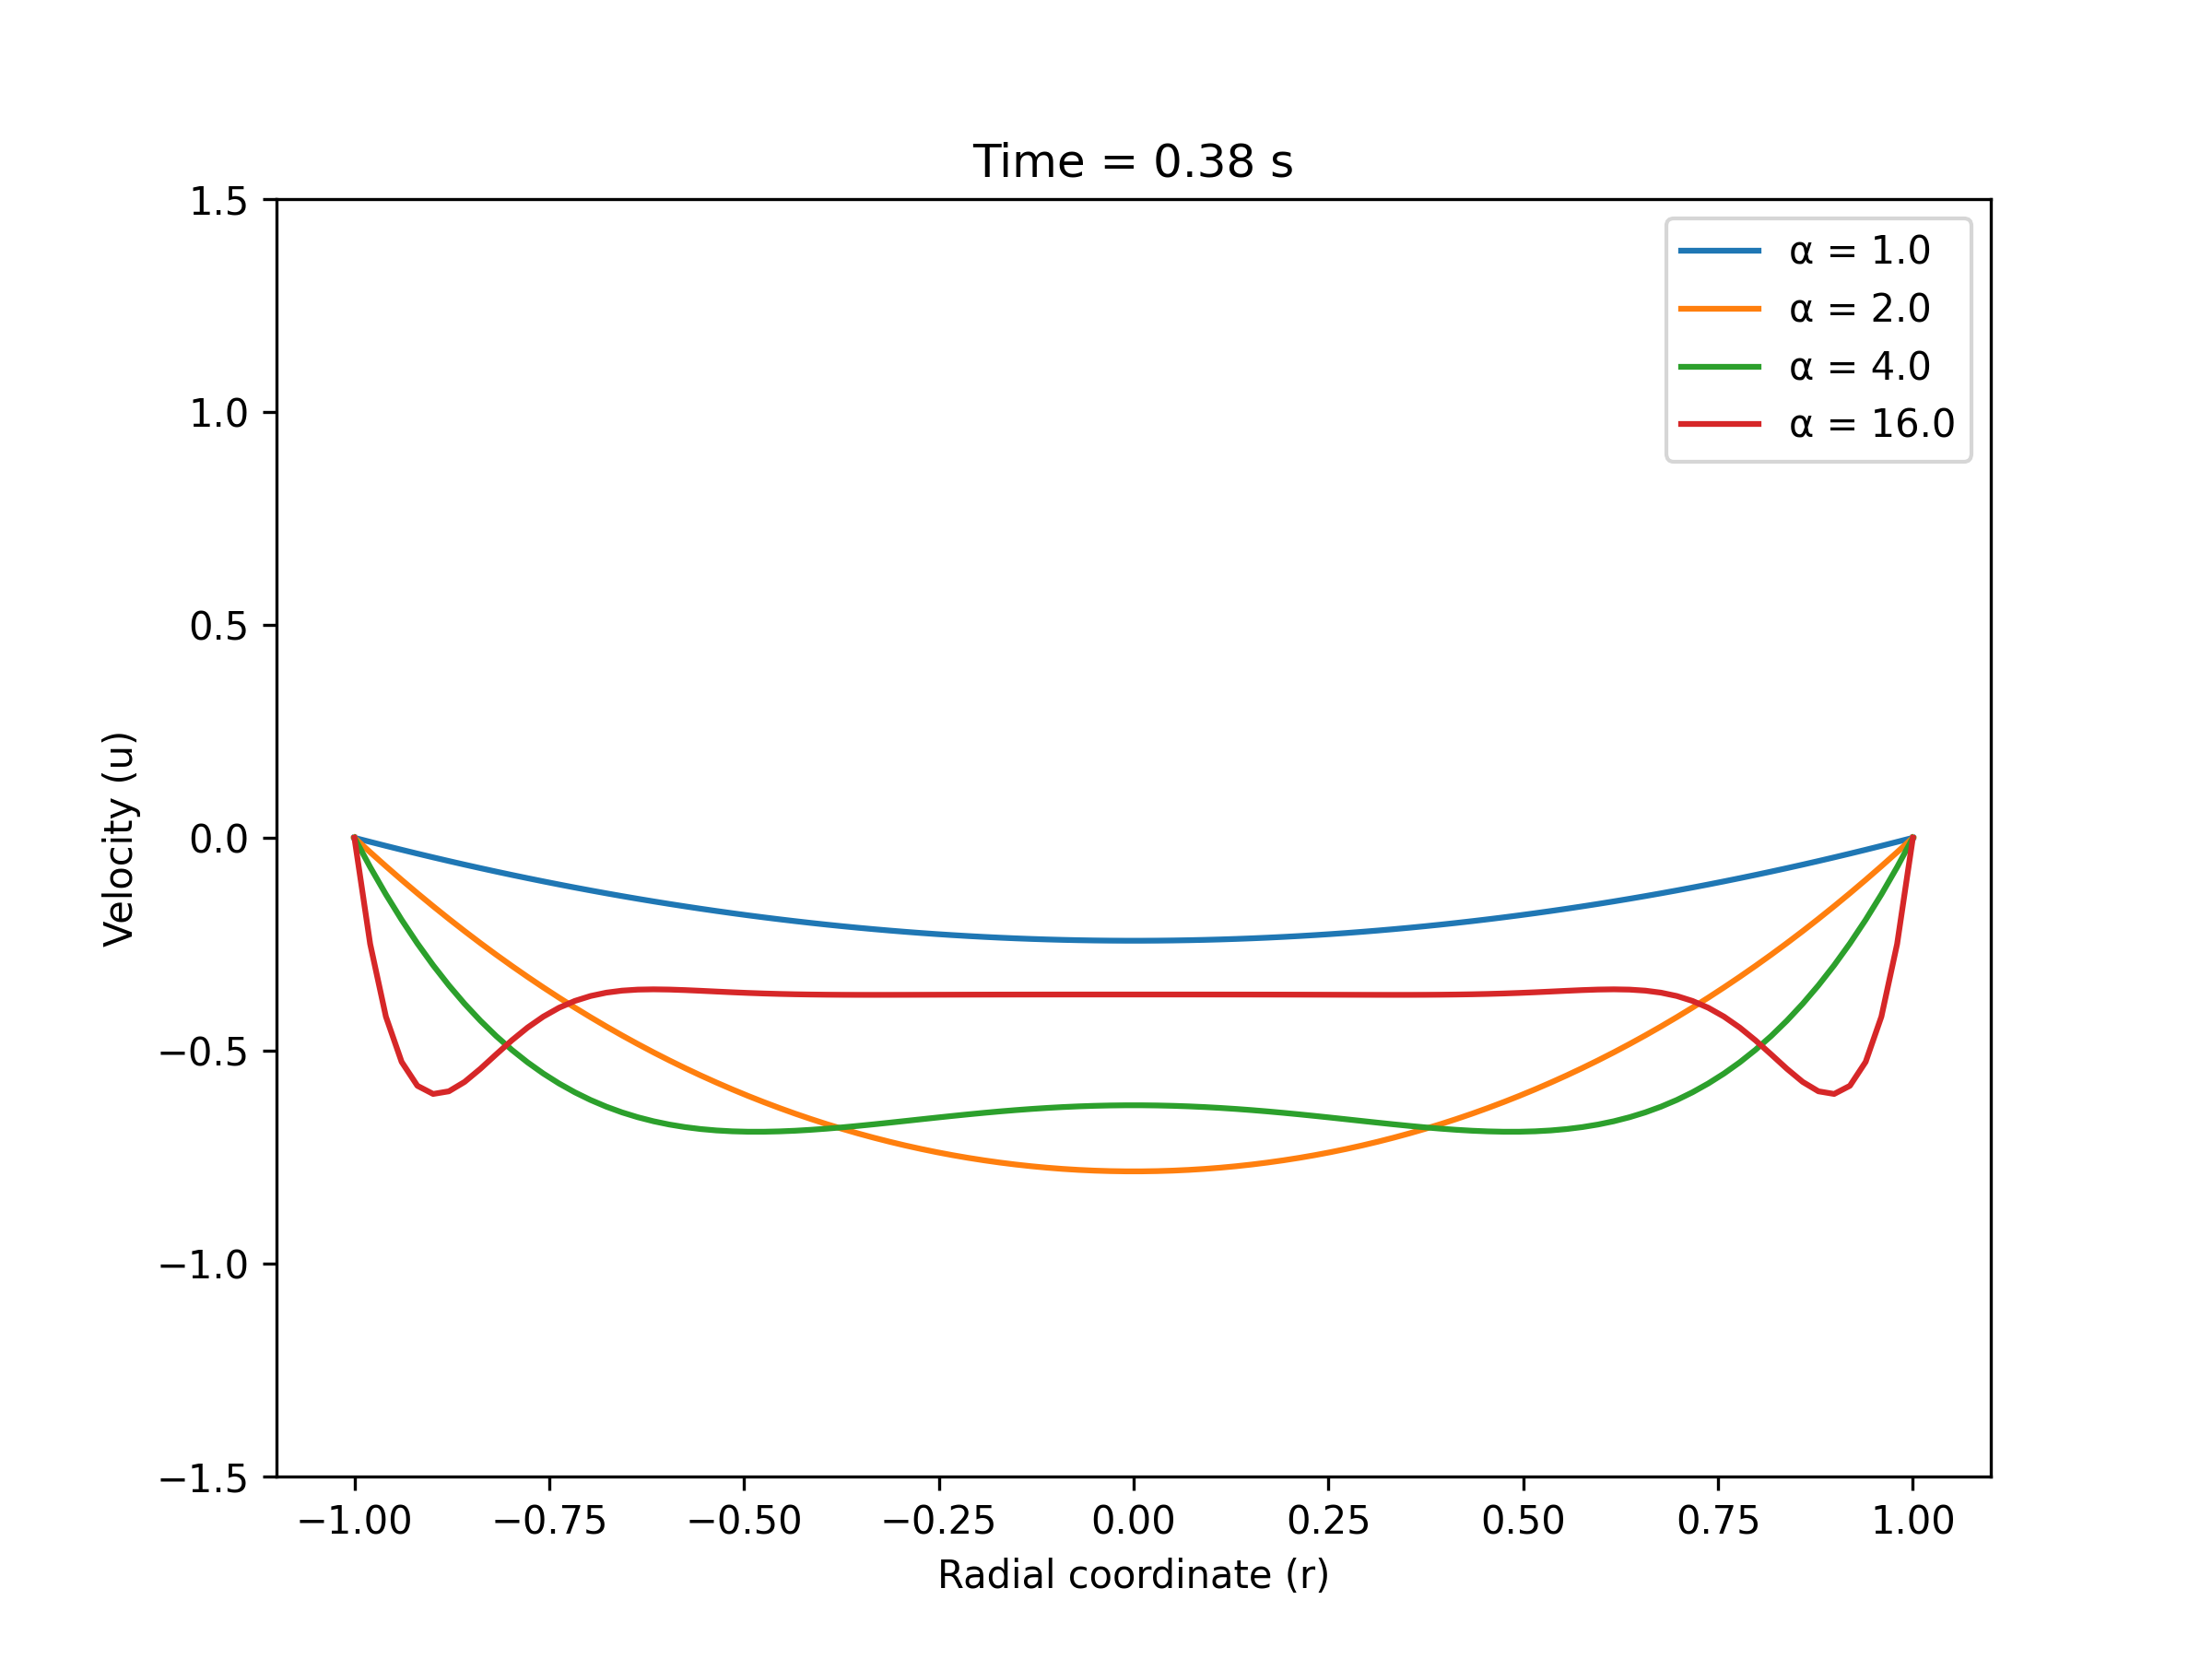 Time = 0.38 s
1.5
1.0
0.5
0.0
−0.5
−1.0
−1.5
Velocity (u)
α = 1.0
α = 2.0
α = 4.0
α = 16.0
−1.00 −0.75 −0.50 −0.25 0.00 0.25 0.50 0.75 1.00
Radial coordinate (r)